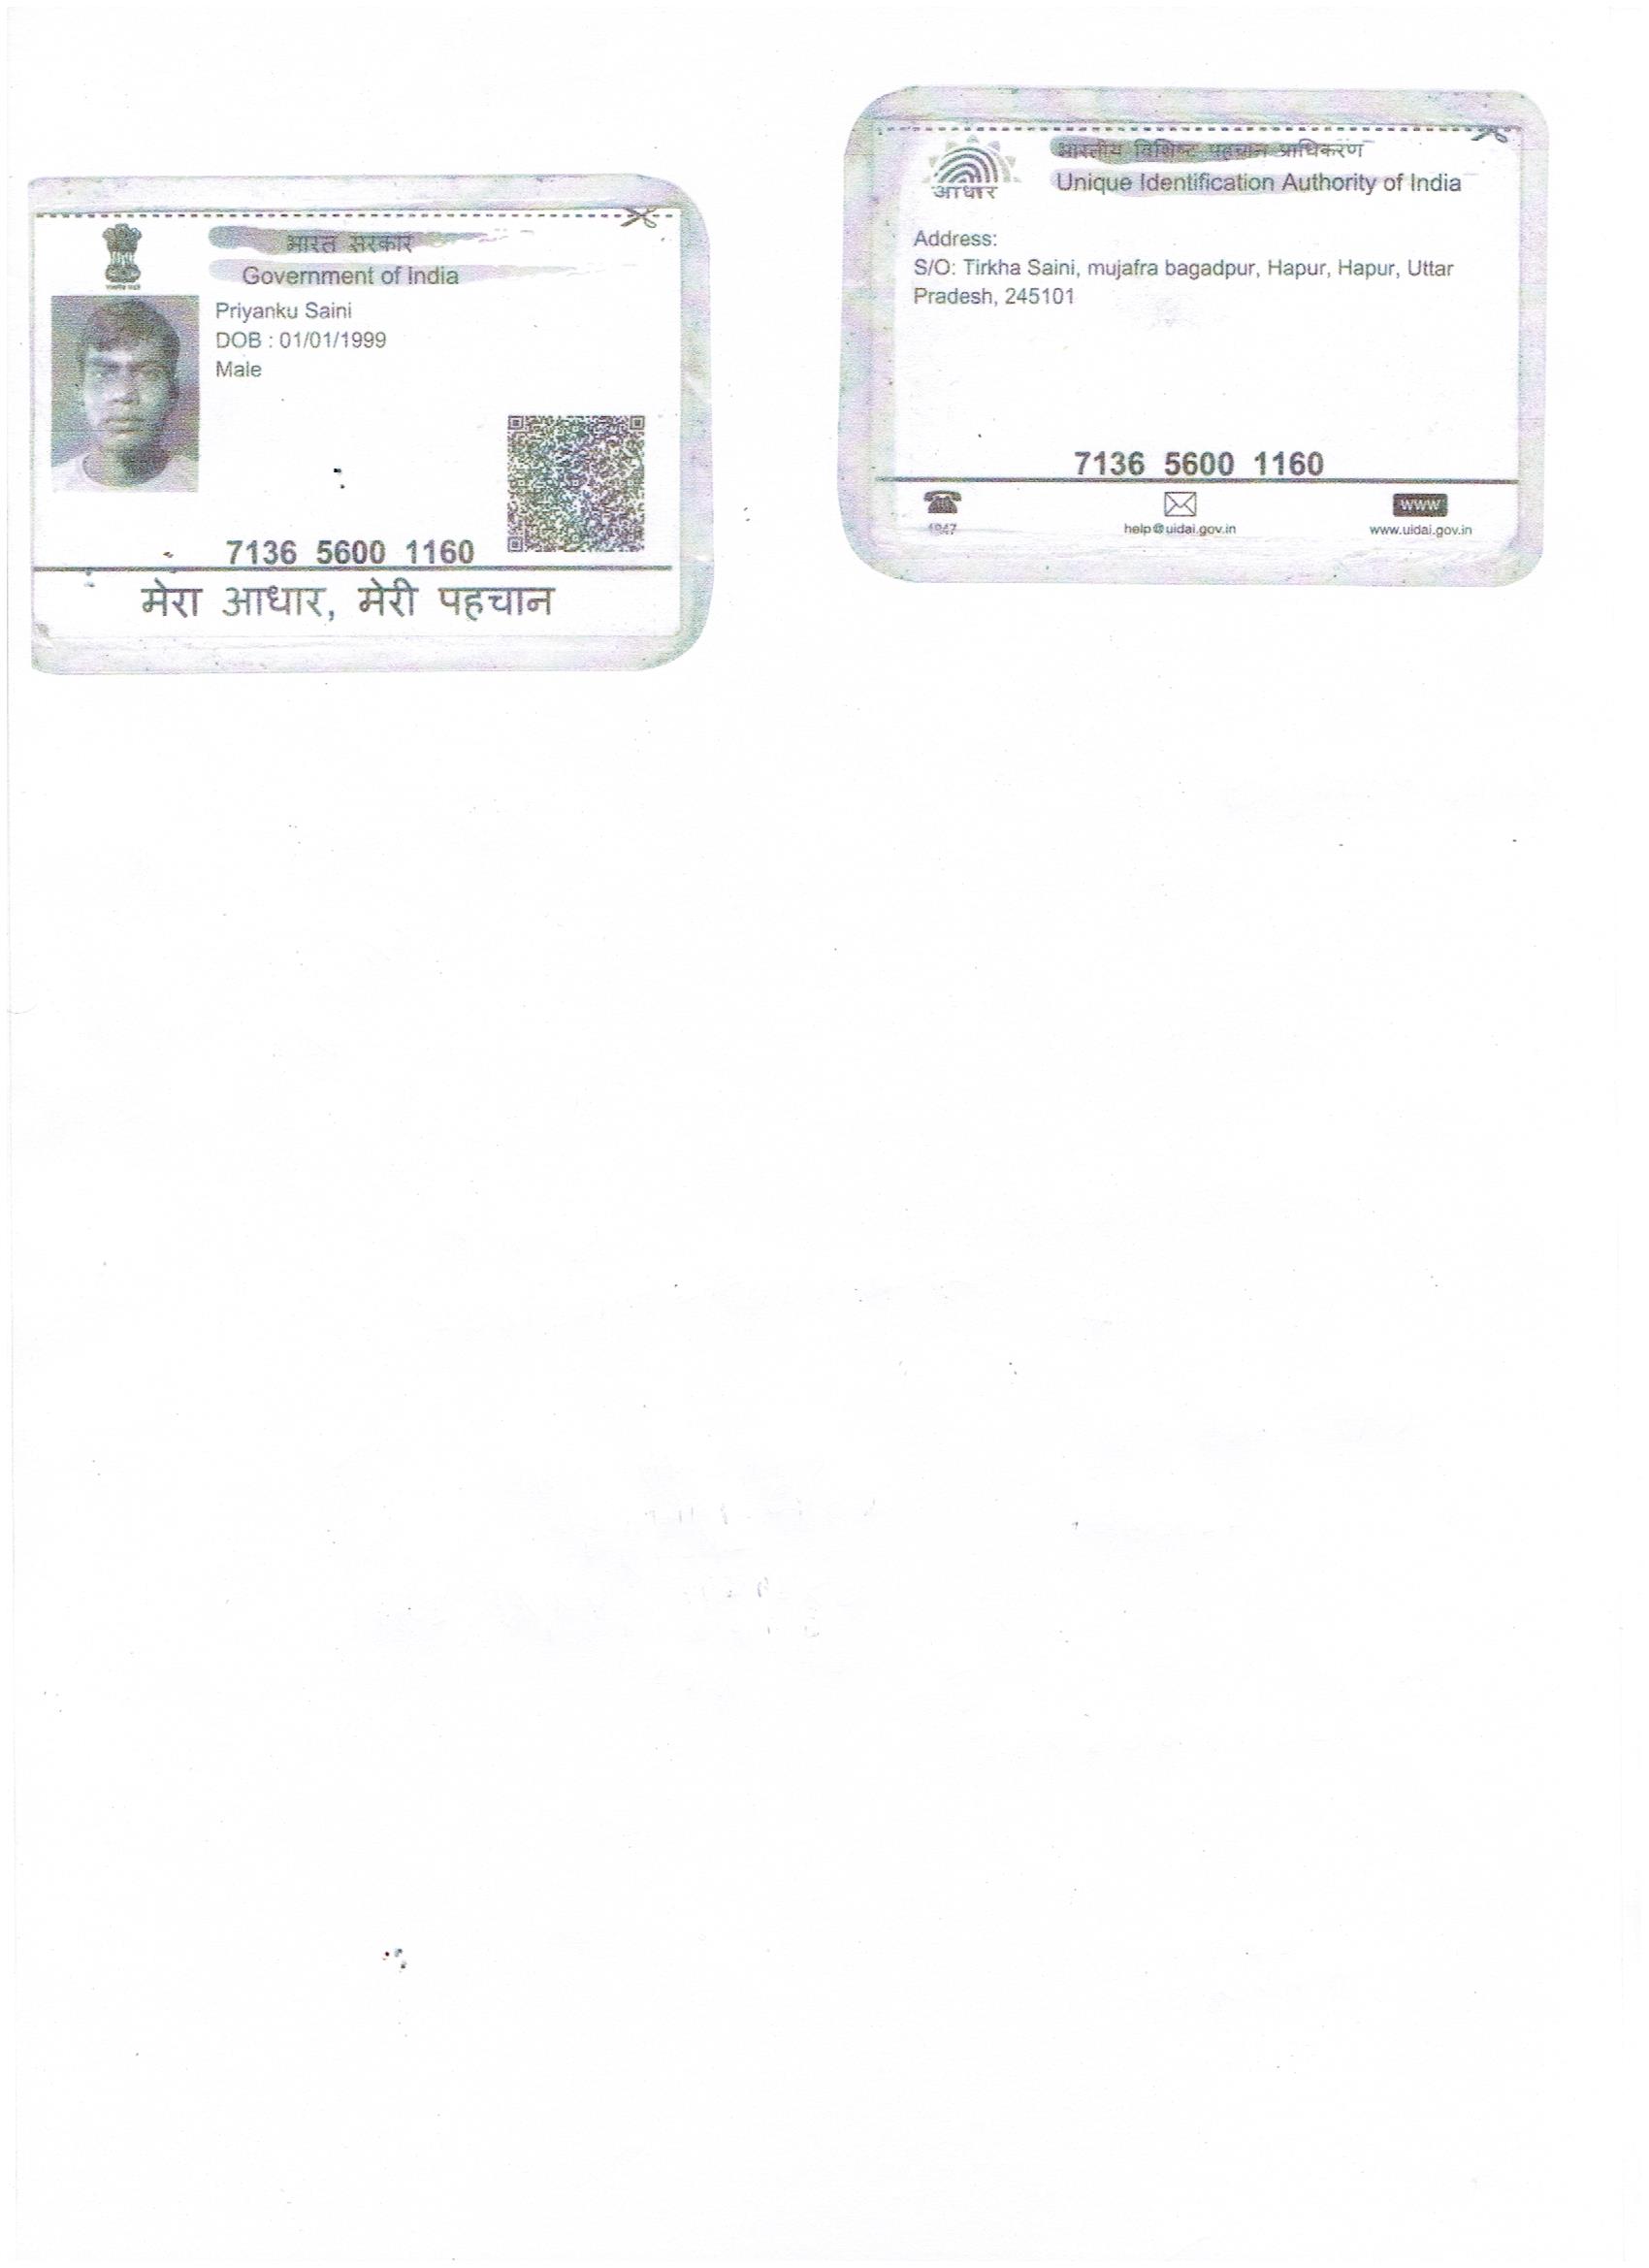 भारत सरकार
Government of India
Priyanku Saini
DOB : 01/01/1999
Male
7136 5600 1160
मेरा आधार, मेरी पहचान
भारतीय विशिष्ट पहचान प्राधिकरण
आधार
Unique Identification Authority of India
Address:
S/O: Tirkha Saini, mujafra bagadpur, Hapur, Hapur, Uttar
Pradesh, 245101
7136 5600 1160
1947
help@uidai.gov.in
www
www.uidai.gov.in